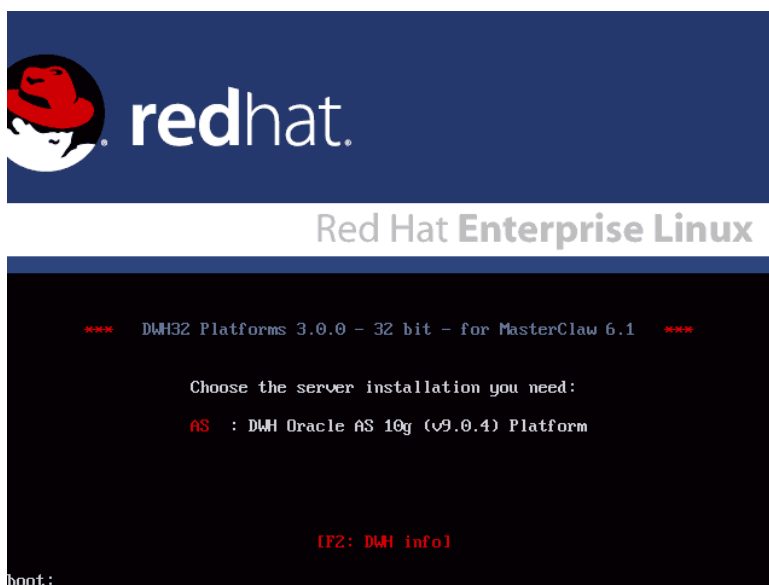 redhat.
Red Hat Enterprise Linux
*** DWH32 Platforms 3.0.0 - 32 bit - for MasterClaw 6.1 ***
Choose the server installation you need:
AS : DWH Oracle AS 10g (v9.0.4) Platform
[F2: DWH info]
boot: